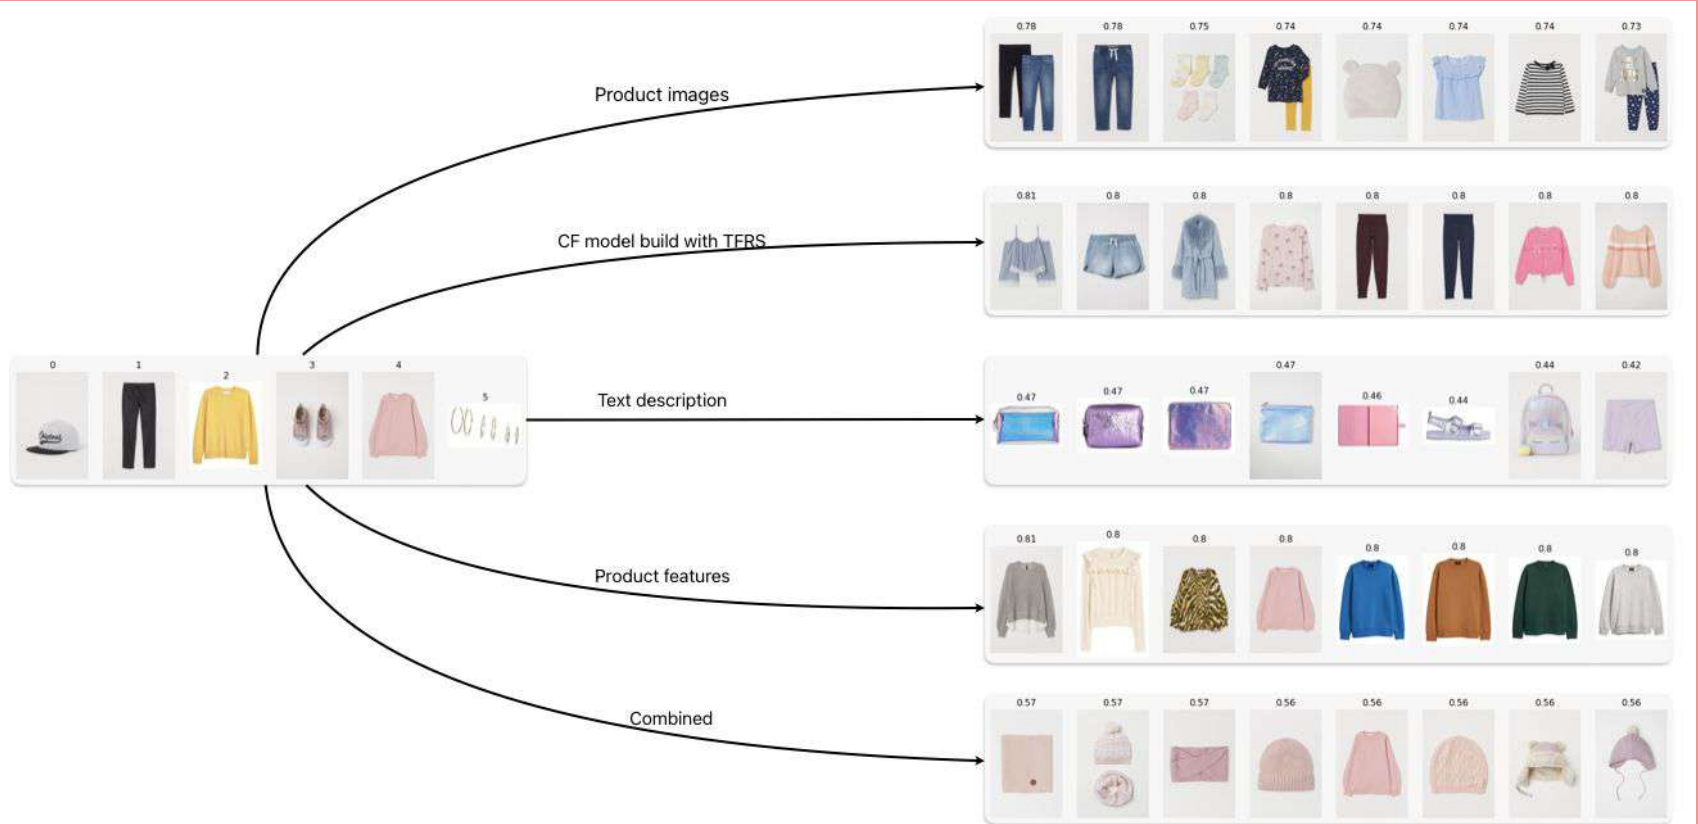 0.78 0.78 0.75 0.74 0.74 0.74 0.74 0.73
Product images
0.81 0.8 0.8 0.8 0.8 0.8 0.8 0.8
CF model build with TFRS
0 1 2 3 4 5
Text description
0.47 0.47 0.47 0.47 0.46 0.44 0.44 0.42
0.81 0.8 0.8 0.8 0.8 0.8 0.8 0.8
Product features
0.57 0.57 0.57 0.56 0.56 0.56 0.56 0.56
Combined